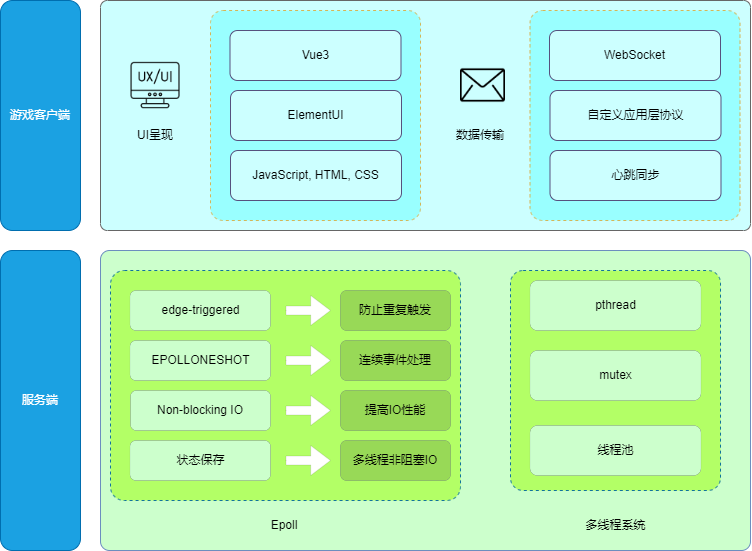 游戏客户端
UX/UI
UI呈现
Vue3
ElementUI
JavaScript, HTML, CSS
数据传输
WebSocket
自定义应用层协议
心跳同步
服务端
edge-triggered
防止重复触发
EPOLLONESHOT
连续事件处理
Non-blocking IO
提高IO性能
状态保存
多线程非阻塞IO
Epoll
pthread
mutex
线程池
多线程系统